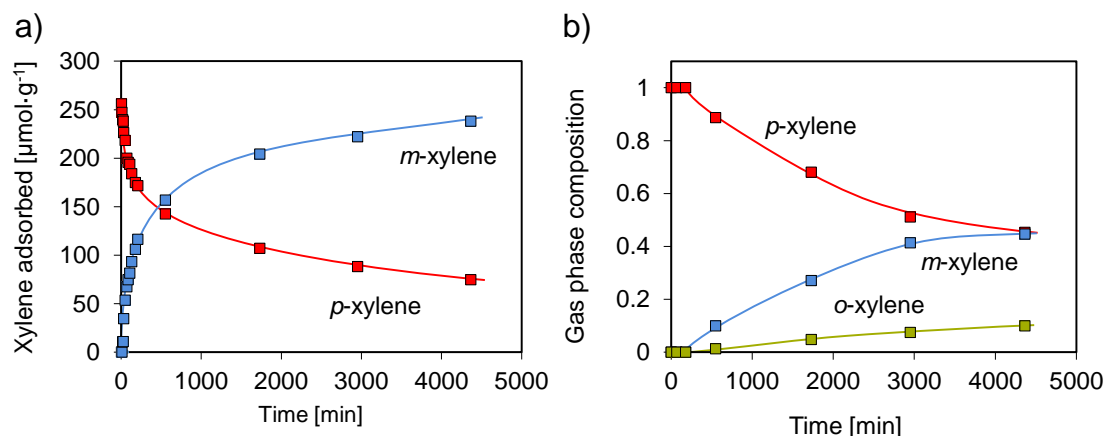 a)
Xylene adsorbed [µmol·g⁻¹]
300
250
200
150
100
50
0
m-xylene
p-xylene
0 1000 2000 3000 4000 5000
Time [min]
b)
Gas phase composition
1
0.8
0.6
0.4
0.2
0
p-xylene
m-xylene
o-xylene
0 1000 2000 3000 4000 5000
Time [min]